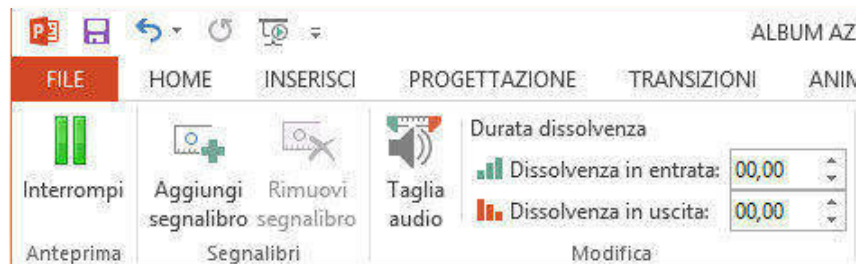 ALBUM AZ
FILE HOME INSERISCI PROGETTAZIONE TRANSIZIONI ANIM
Interrompi
Anteprima
Aggiungi segnalibro
Rimuovi segnalibro
Segnalibri
Taglia audio
Durata dissolvenza
Dissolvenza in entrata: 00,00
Dissolvenza in uscita: 00,00
Modifica